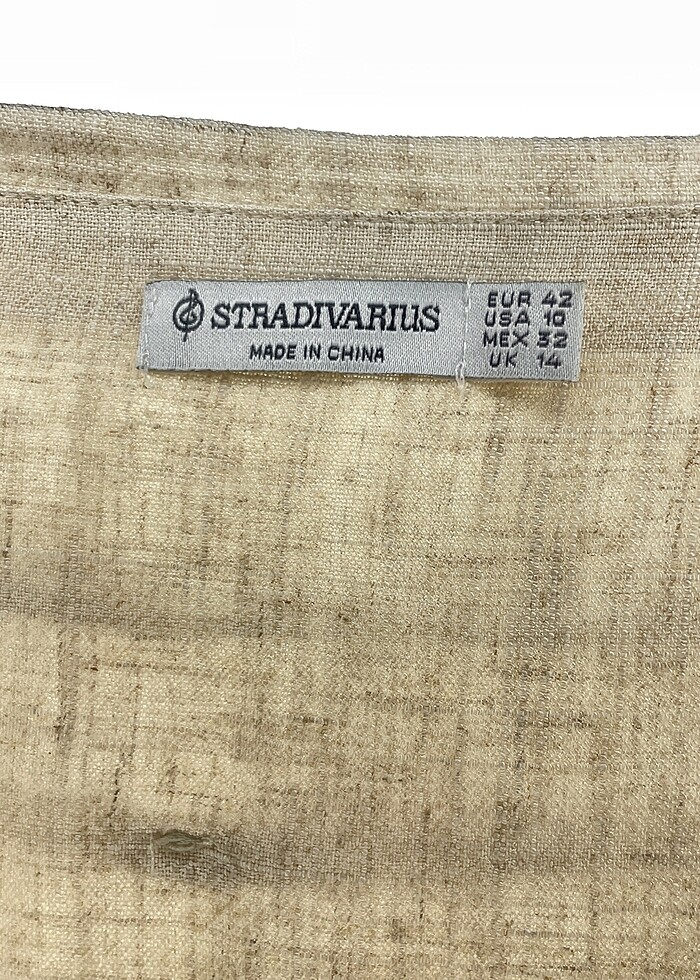 STRADIVARIUS
MADE IN CHINA
EUR 42
USA 10
MEX 32
UK 14